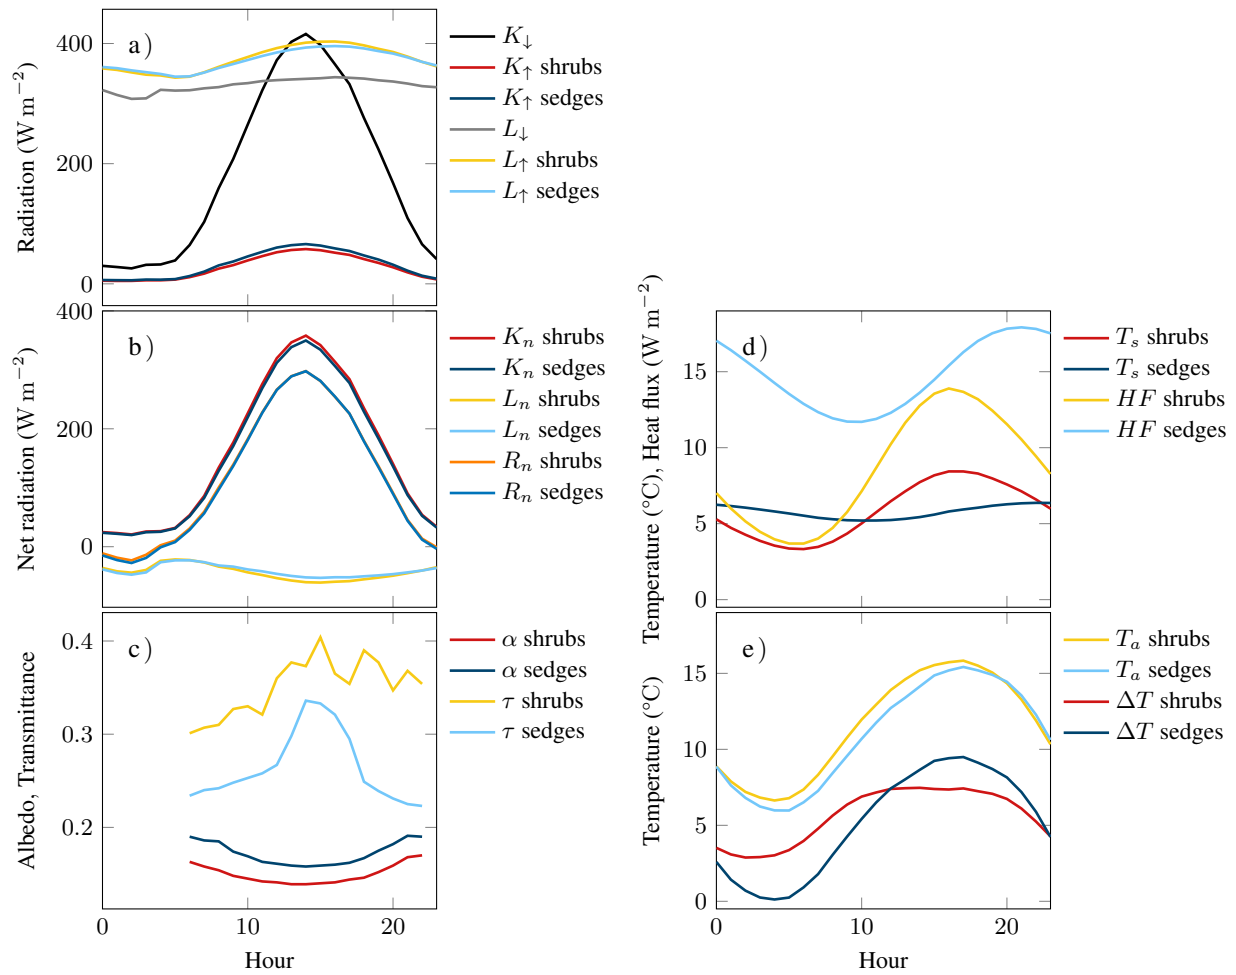 a)
400
200
0
Radiation (W m⁻²)
K↓
K↑ shrubs
K↑ sedges
L↓
L↑ shrubs
L↑ sedges
b)
400
200
0
Net radiation (W m⁻²)
Kₙ shrubs
Kₙ sedges
Lₙ shrubs
Lₙ sedges
Rₙ shrubs
Rₙ sedges
c)
0.4
0.3
0.2
Albedo, Transmittance
α shrubs
α sedges
τ shrubs
τ sedges
0 10 20
Hour
d)
15
10
5
0
Temperature (°C), Heat flux (W m⁻²)
Tₛ shrubs
Tₛ sedges
HF shrubs
HF sedges
e)
15
10
5
0
Temperature (°C)
Tₐ shrubs
Tₐ sedges
ΔT shrubs
ΔT sedges
0 10 20
Hour